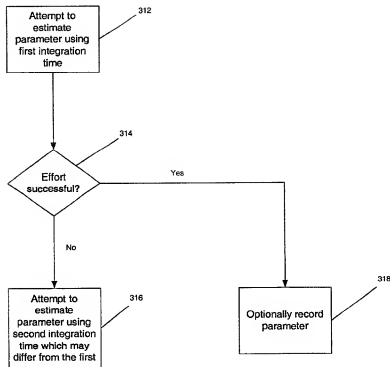 Attempt to
estimate
parameter using
first integration
time
312
314
Effort
successful?
Yes
No
Attempt to
estimate
parameter using
second integration
time which may
differ from the first
316
318
Optionally record
parameter